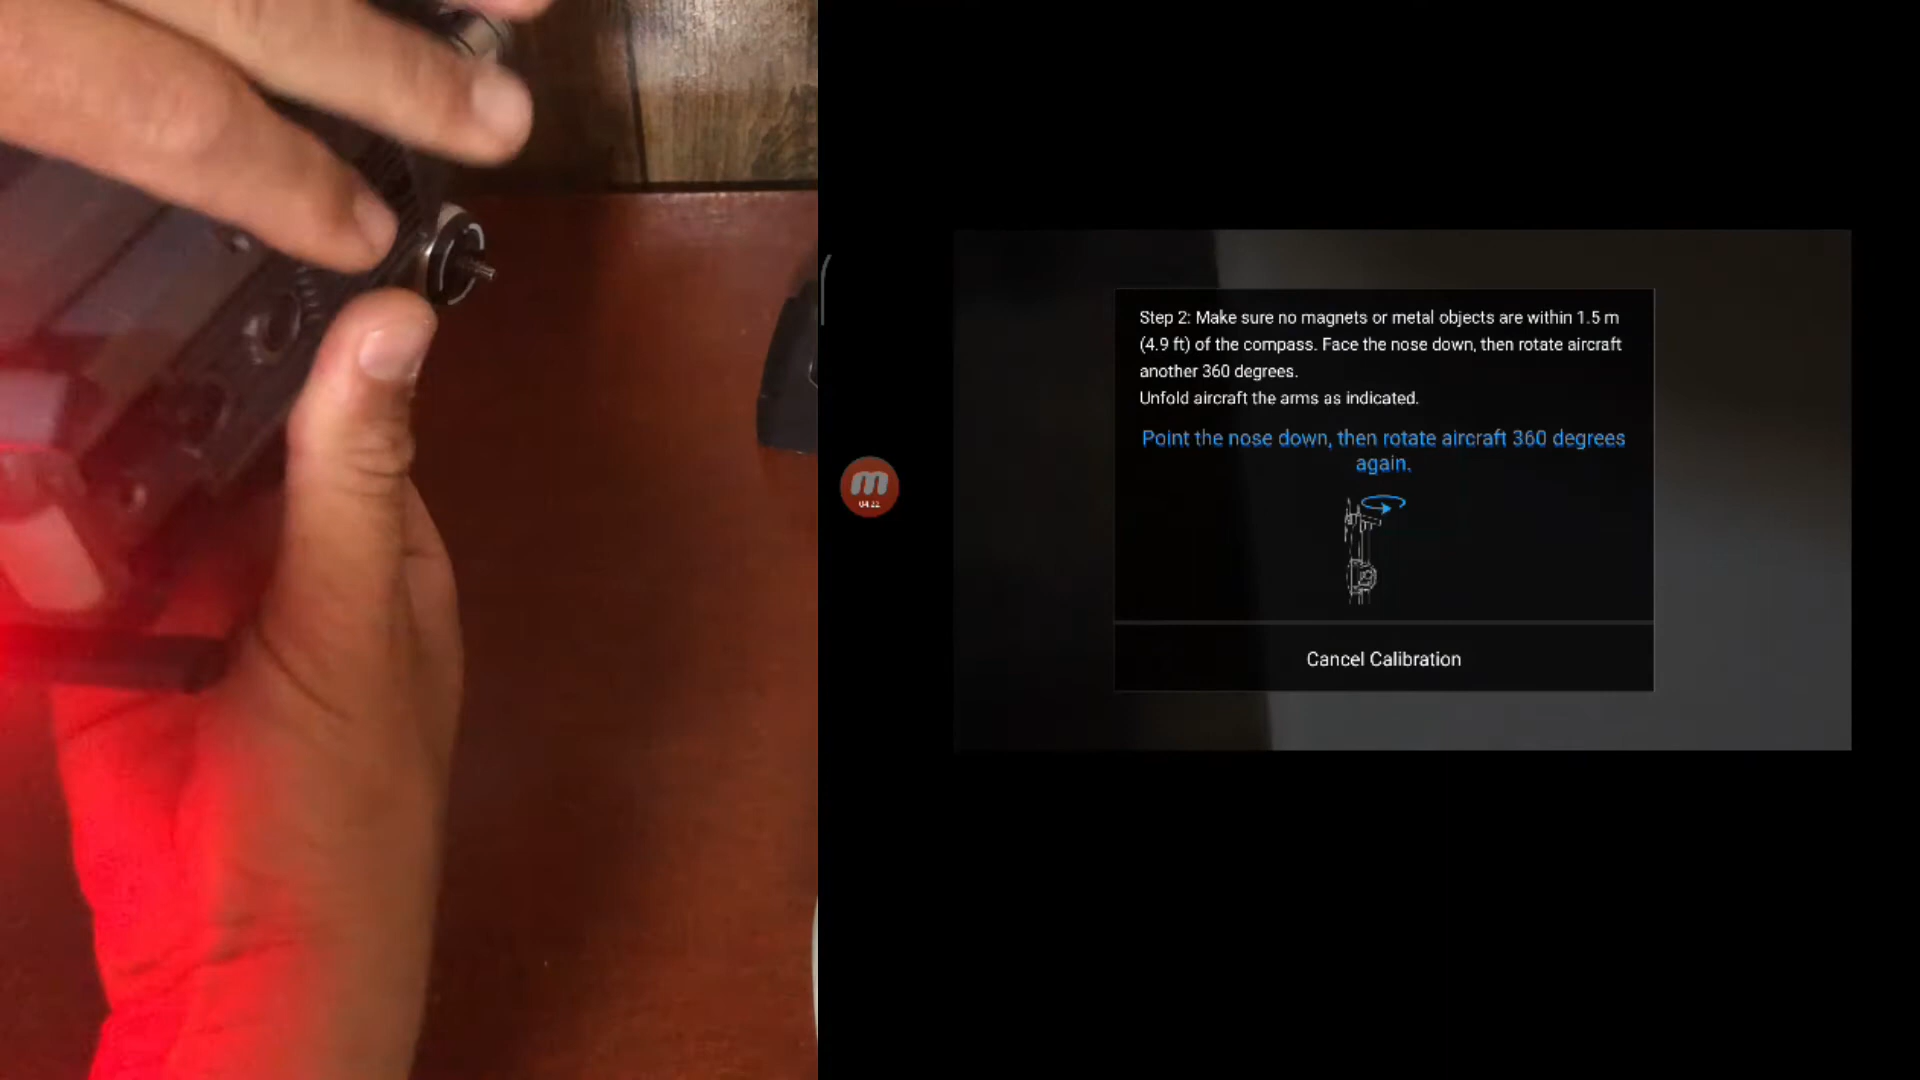 Step 2: Make sure no magnets or metal objects are within 1.5 m
(4.9 ft) of the compass. Face the nose down, then rotate aircraft
another 360 degrees.
Unfold aircraft the arms as indicated.
Point the nose down, then rotate aircraft 360 degrees
again.
m
04:22
Cancel Calibration